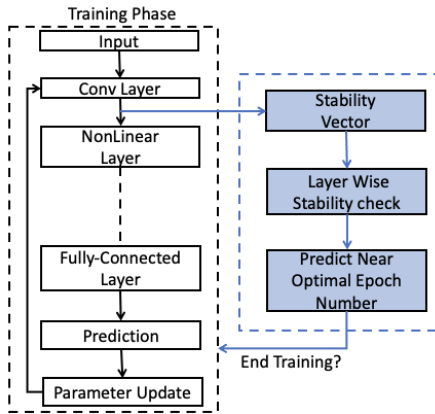 Training Phase
Input
Conv Layer
NonLinear
Layer
Fully-Connected
Layer
Prediction
Parameter Update
Stability
Vector
Layer Wise
Stability check
Predict Near
Optimal Epoch
Number
End Training?